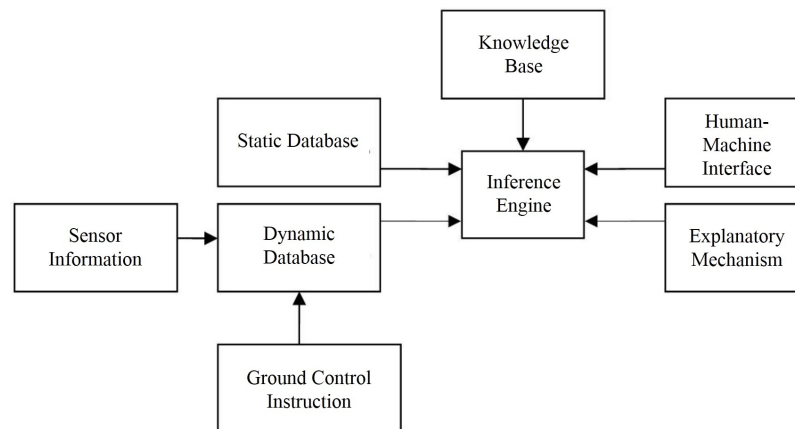 Knowledge
Base
Static Database
Human-
Machine
Interface
Inference
Engine
Sensor
Information
Dynamic
Database
Explanatory
Mechanism
Ground Control
Instruction